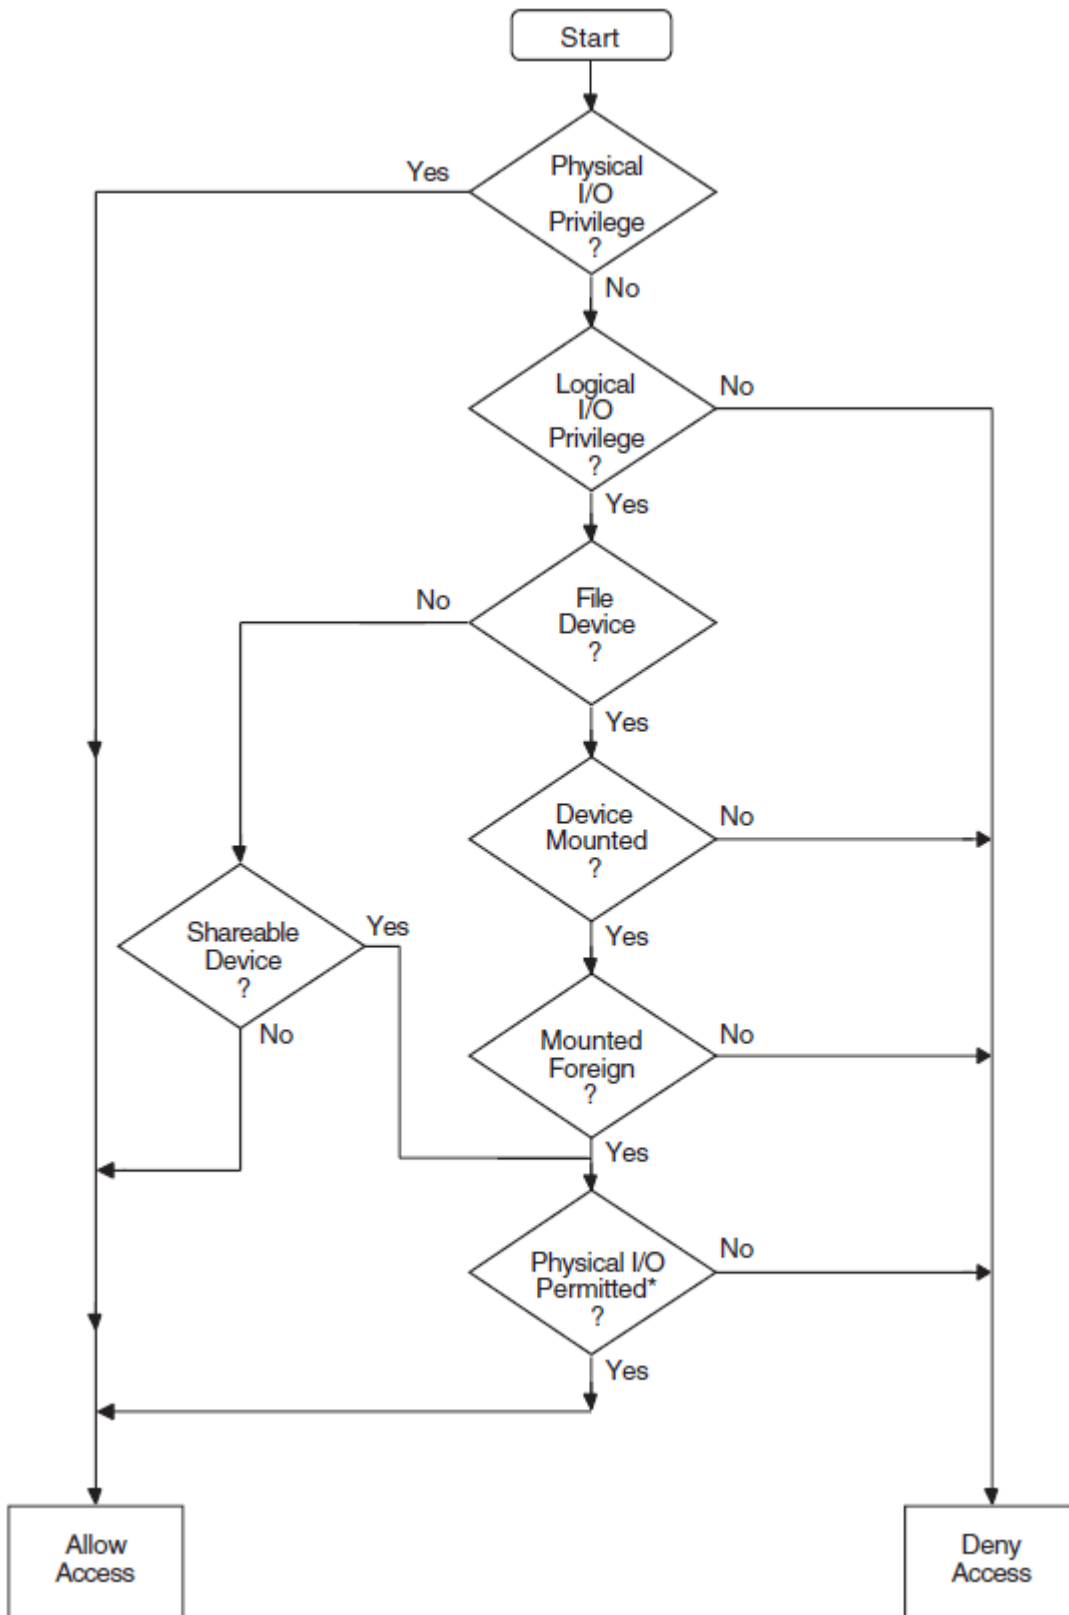 Start
Yes
Physical
I/O
Privilege
?
No
Logical
I/O
Privilege
?
No
Yes
No
File
Device
?
Yes
Device
Mounted
?
No
Shareable
Device
?
Yes
Yes
No
Mounted
Foreign
?
No
Yes
Physical I/O
Permitted*
?
No
Yes
Allow
Access
Deny
Access